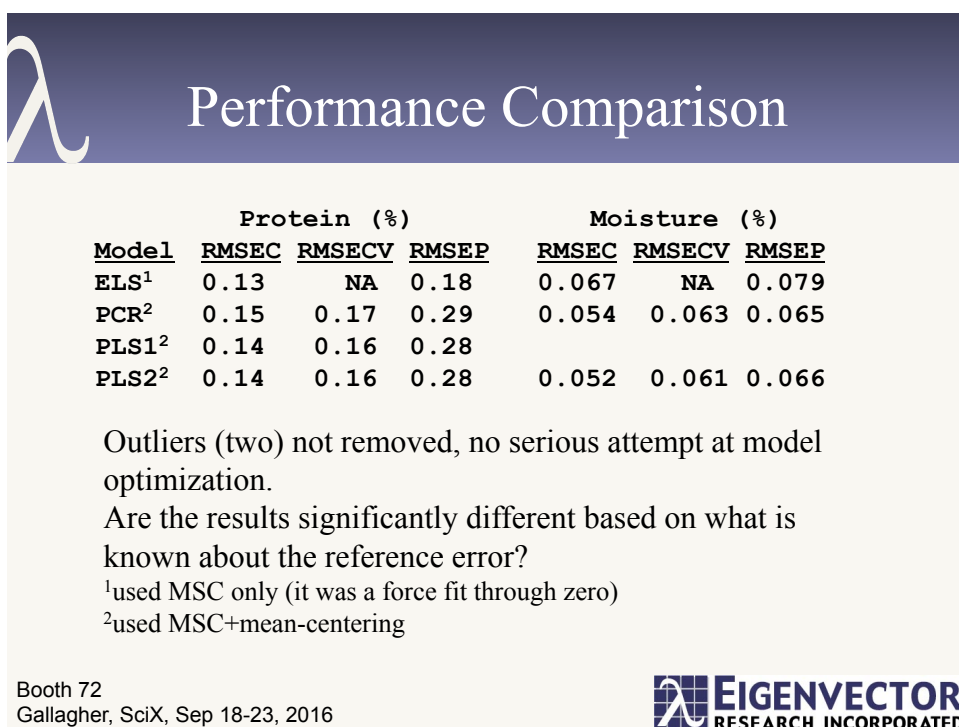 λ
Performance Comparison
Protein (%) Moisture (%)
Model RMSEC RMSECV RMSEP RMSEC RMSECV RMSEP
ELS¹ 0.13 NA 0.18 0.067 NA 0.079
PCR² 0.15 0.17 0.29 0.054 0.063 0.065
PLS1² 0.14 0.16 0.28
PLS2² 0.14 0.16 0.28 0.052 0.061 0.066
Outliers (two) not removed, no serious attempt at model
optimization.
Are the results significantly different based on what is
known about the reference error?
¹used MSC only (it was a force fit through zero)
²used MSC+mean-centering
Booth 72
Gallagher, SciX, Sep 18-23, 2016
λ EIGENVECTOR
RESEARCH INCORPORATED